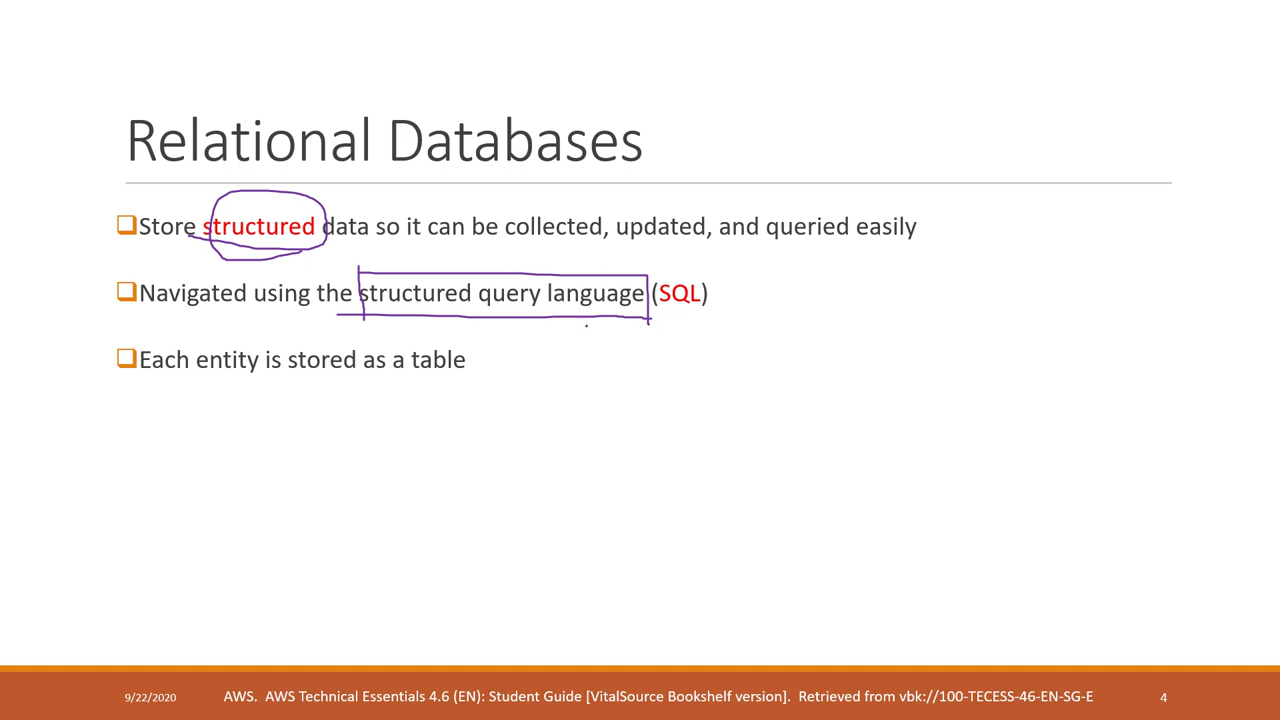 Relational Databases
Store structured data so it can be collected, updated, and queried easily
Navigated using the structured query language (SQL)
Each entity is stored as a table
9/22/2020
AWS. AWS Technical Essentials 4.6 (EN): Student Guide [VitalSource Bookshelf version]. Retrieved from vbk://100-TECESS-46-EN-SG-E
4